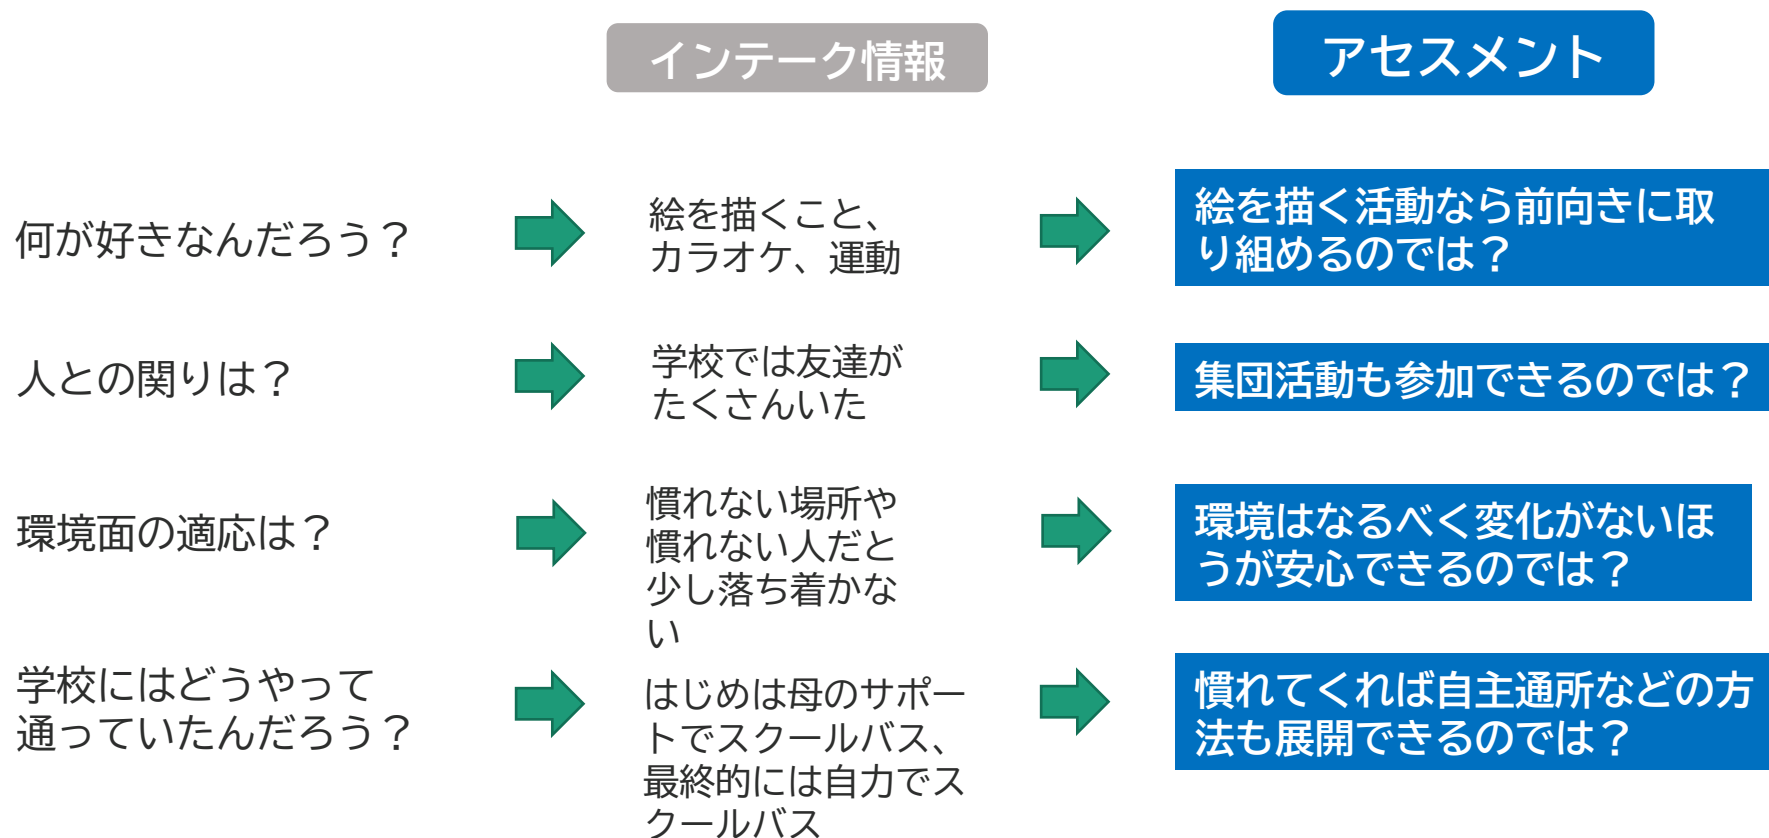 インテーク情報
アセスメント
何が好きなんだろう？
絵を描くこと、
カラオケ、運動
絵を描く活動なら前向きに取
り組めるのでは？
人との関りは？
学校では友達が
たくさんいた
集団活動も参加できるのでは？
環境面の適応は？
慣れない場所や
慣れない人だと
少し落ち着かな
い
環境はなるべく変化がないほ
うが安心できるのでは？
学校にはどうやって
通っていたんだろう？
はじめは母のサポー
トでスクールバス、
最終的には自力でス
クールバス
慣れてくれば自主通所などの方
法も展開できるのでは？